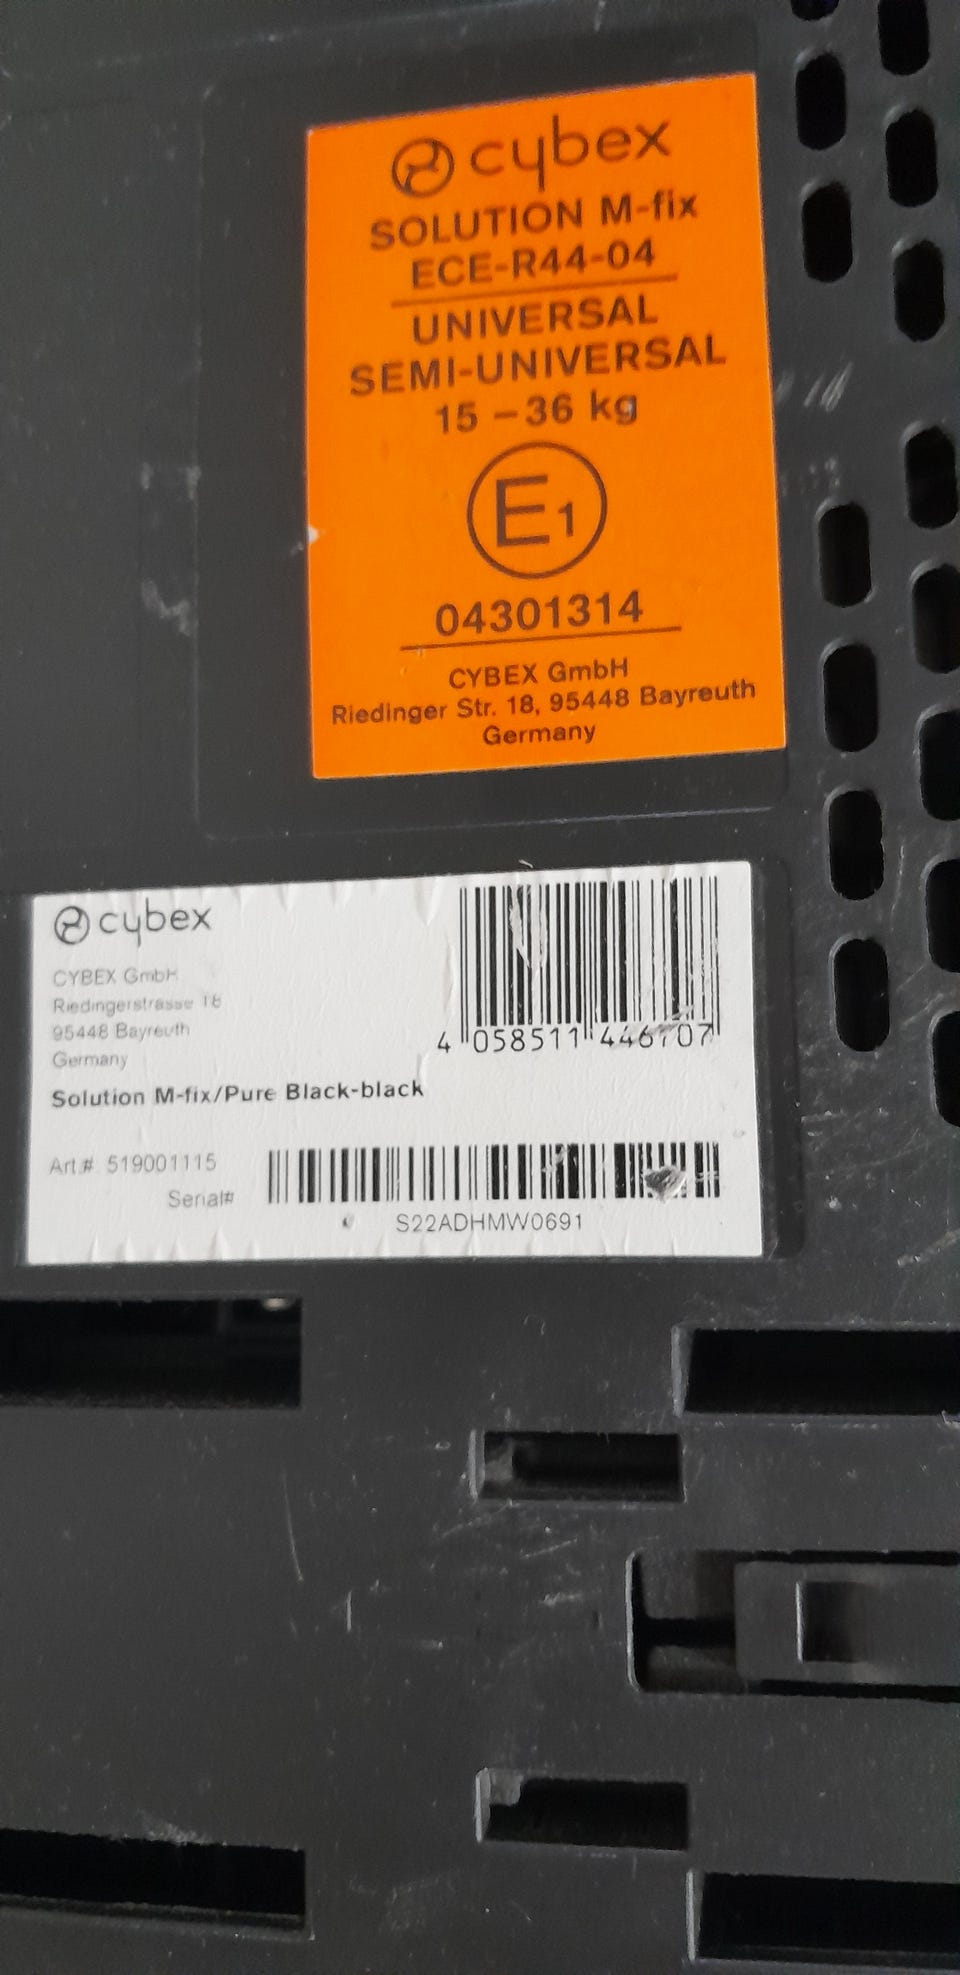 cybex
SOLUTION M-fix
ECE-R44-04
UNIVERSAL
SEMI-UNIVERSAL
15 – 36 kg
E1
04301314
CYBEX GmbH
Riedinger Str. 18, 95448 Bayreuth
Germany
cybex
CYBEX GmbH
Riedingerstrasse 18
95448 Bayreuth
Germany
4 058511 446707
Solution M-fix/Pure Black-black
Art.#: 519001115
Serial#
S22ADHMW0691